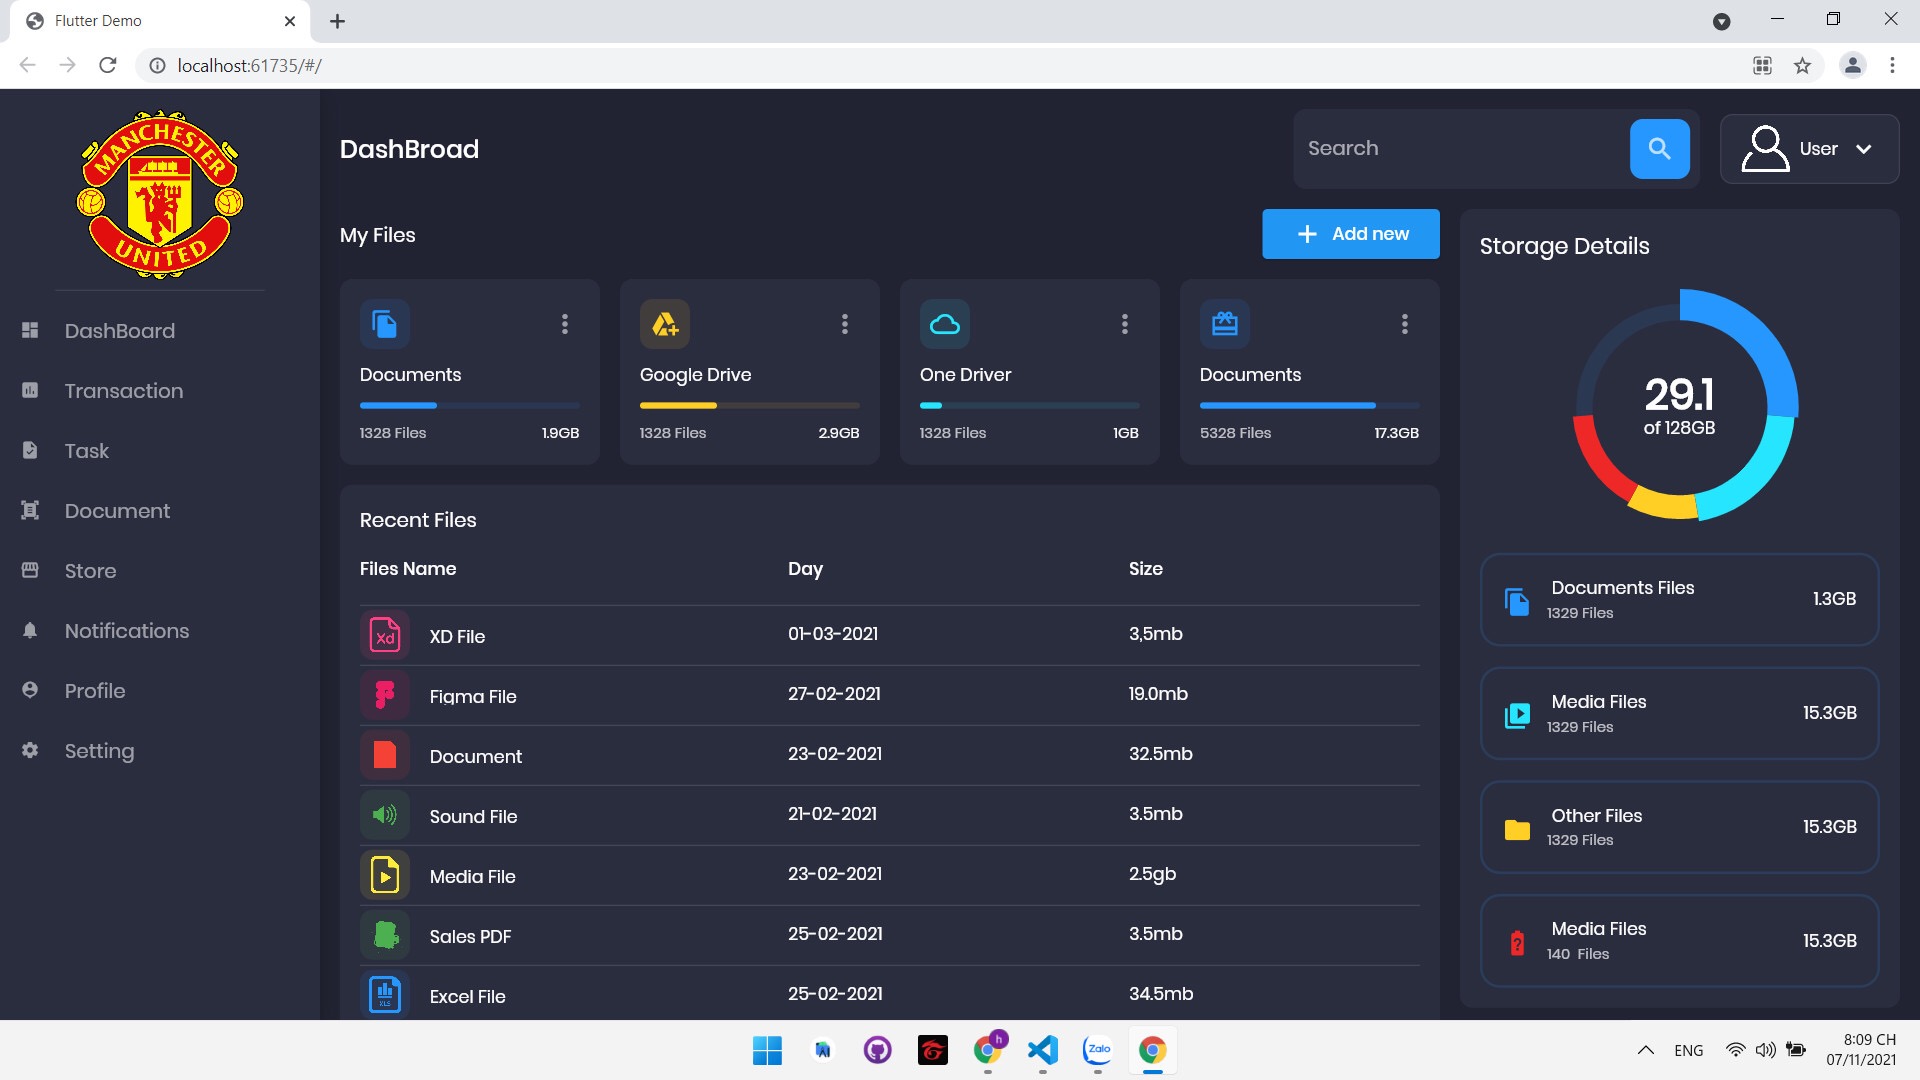 Flutter Demo
localhost:61735/#/
MANCHESTER
UNITED
DashBoard
Transaction
Task
Document
Store
Notifications
Profile
Setting
DashBroad
Search
User
My Files
Add new
Documents
1328 Files 1.9GB
Google Drive
1328 Files 2.9GB
One Driver
1328 Files 1GB
Documents
5328 Files 17.3GB
Recent Files
Files Name Day Size
Xd XD File 01-03-2021 3,5mb
Figma File 27-02-2021 19.0mb
Document 23-02-2021 32.5mb
Sound File 21-02-2021 3.5mb
Media File 23-02-2021 2.5gb
Sales PDF 25-02-2021 3.5mb
XLS Excel File 25-02-2021 34.5mb
Storage Details
29.1
of 128GB
Documents Files
1329 Files
1.3GB
Media Files
1329 Files
15.3GB
Other Files
1329 Files
15.3GB
Media Files
140 Files
15.3GB
h
Zalo
ENG
8:09 CH
07/11/2021